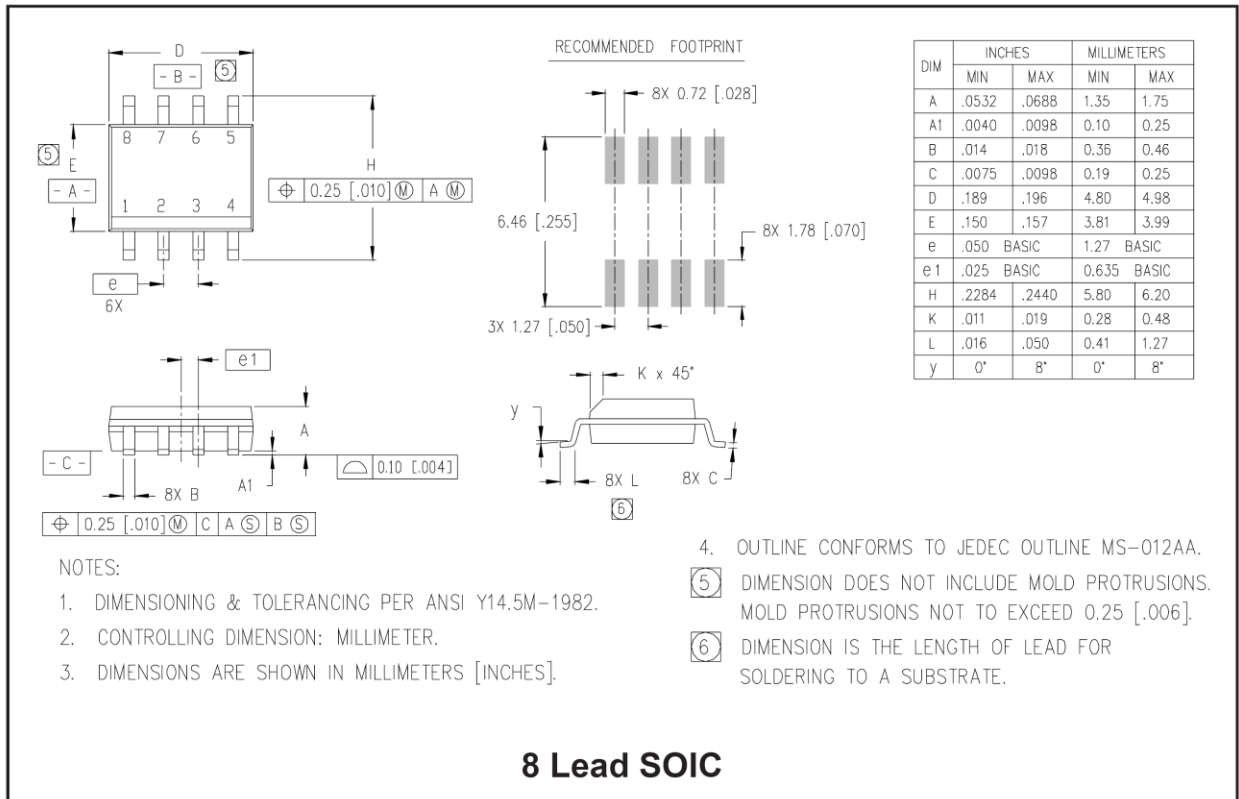 D
- B -
5
8 7 6 5
5
E
- A -
H
⌖ 0.25 [.010] Ⓜ A Ⓜ
1 2 3 4
e
6X
RECOMMENDED FOOTPRINT
8X 0.72 [.028]
6.46 [.255]
8X 1.78 [.070]
3X 1.27 [.050]
DIM INCHES MILLIMETERS
MIN MAX MIN MAX
A .0532 .0688 1.35 1.75
A1 .0040 .0098 0.10 0.25
B .014 .018 0.36 0.46
C .0075 .0098 0.19 0.25
D .189 .196 4.80 4.98
E .150 .157 3.81 3.99
e .050 BASIC 1.27 BASIC
e1 .025 BASIC 0.635 BASIC
H .2284 .2440 5.80 6.20
K .011 .019 0.28 0.48
L .016 .050 0.41 1.27
y 0° 8° 0° 8°
e1
A
- C -
8X B
A1
⌓ 0.10 [.004]
⌖ 0.25 [.010] Ⓜ C A Ⓢ B Ⓢ
K x 45°
y
8X L
6
8X C
NOTES:
1. DIMENSIONING & TOLERANCING PER ANSI Y14.5M-1982.
2. CONTROLLING DIMENSION: MILLIMETER.
3. DIMENSIONS ARE SHOWN IN MILLIMETERS [INCHES].
4. OUTLINE CONFORMS TO JEDEC OUTLINE MS-012AA.
5 DIMENSION DOES NOT INCLUDE MOLD PROTRUSIONS.
MOLD PROTRUSIONS NOT TO EXCEED 0.25 [.006].
6 DIMENSION IS THE LENGTH OF LEAD FOR
SOLDERING TO A SUBSTRATE.
8 Lead SOIC